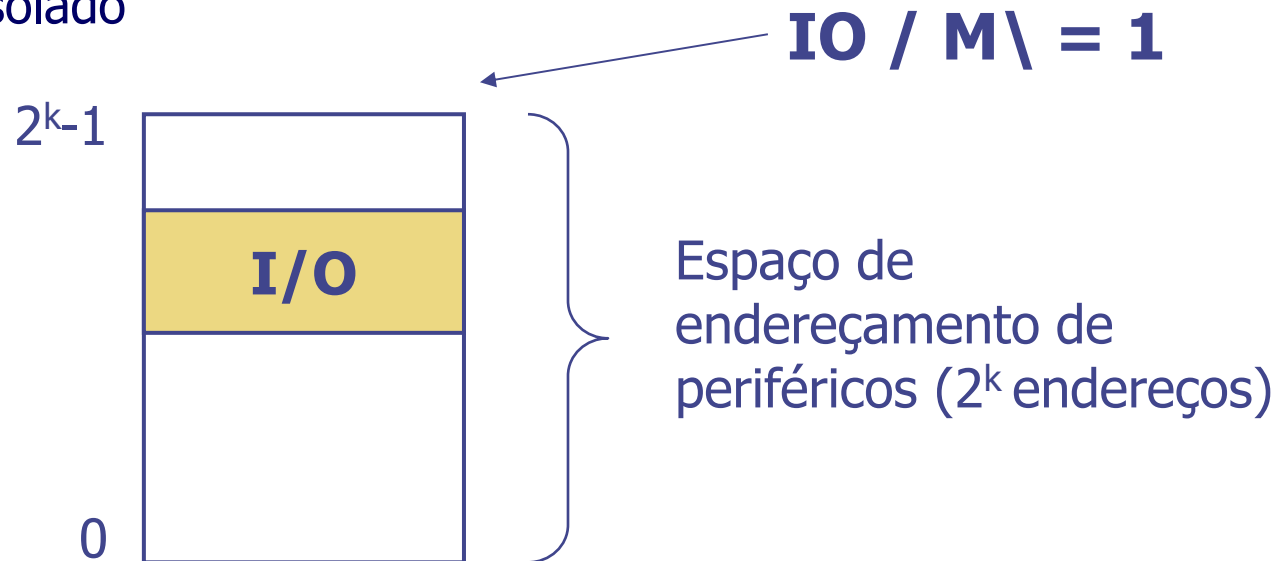 IO / M\ = 1
2ᵏ-1
I/O
Espaço de
endereçamento de
periféricos (2ᵏ endereços)
0